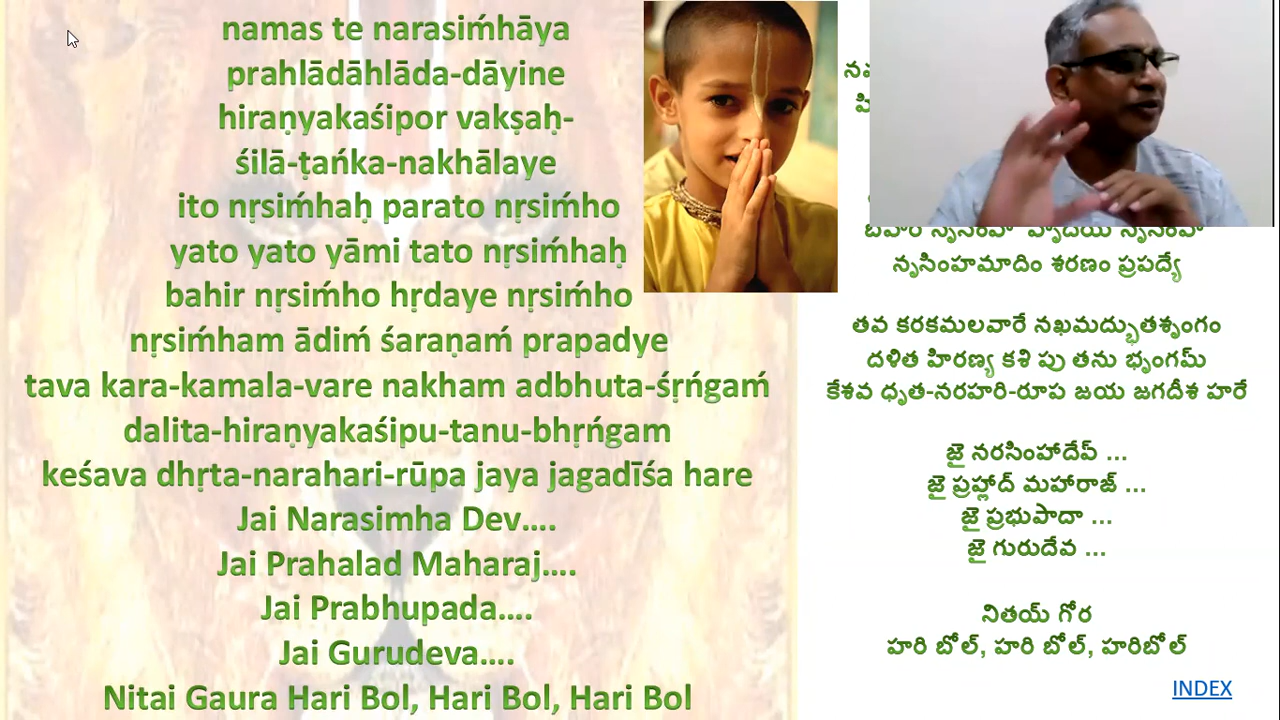 namas te narasiḿhāya
prahlādāhlāda-dāyine
hiraṇyakaśipor vakṣaḥ-
śilā-ṭańka-nakhālaye
ito nṛsiḿhaḥ parato nṛsiḿho
yato yato yāmi tato nṛsiḿhaḥ
bahir nṛsiḿho hṛdaye nṛsiḿho
nṛsiḿham ādiḿ śaraṇaḿ prapadye
tava kara-kamala-vare nakham adbhuta-śṛńgaḿ
dalita-hiraṇyakaśipu-tanu-bhṛńgam
keśava dhṛta-narahari-rūpa jaya jagadīśa hare
Jai Narasimha Dev....
Jai Prahalad Maharaj....
Jai Prabhupada....
Jai Gurudeva....
Nitai Gaura Hari Bol, Hari Bol, Hari Bol
నృసింహమాదిం శరణం ప్రపద్యే
తవ కరకమలవారే నఖమద్భుతశృంగం
దళిత హిరణ్య కశి పు తను భృంగమ్
కేశవ ధృత-నరహరి-రూప జయ జగదీశ హరే
జై నరసింహాదేవ్ ...
జై ప్రహ్లాద్ మహారాజ్ ...
జై ప్రభుపాదా ...
జై గురుదేవ ...
నితయ్ గోర
హరి బోల్, హరి బోల్, హరిబోల్
INDEX